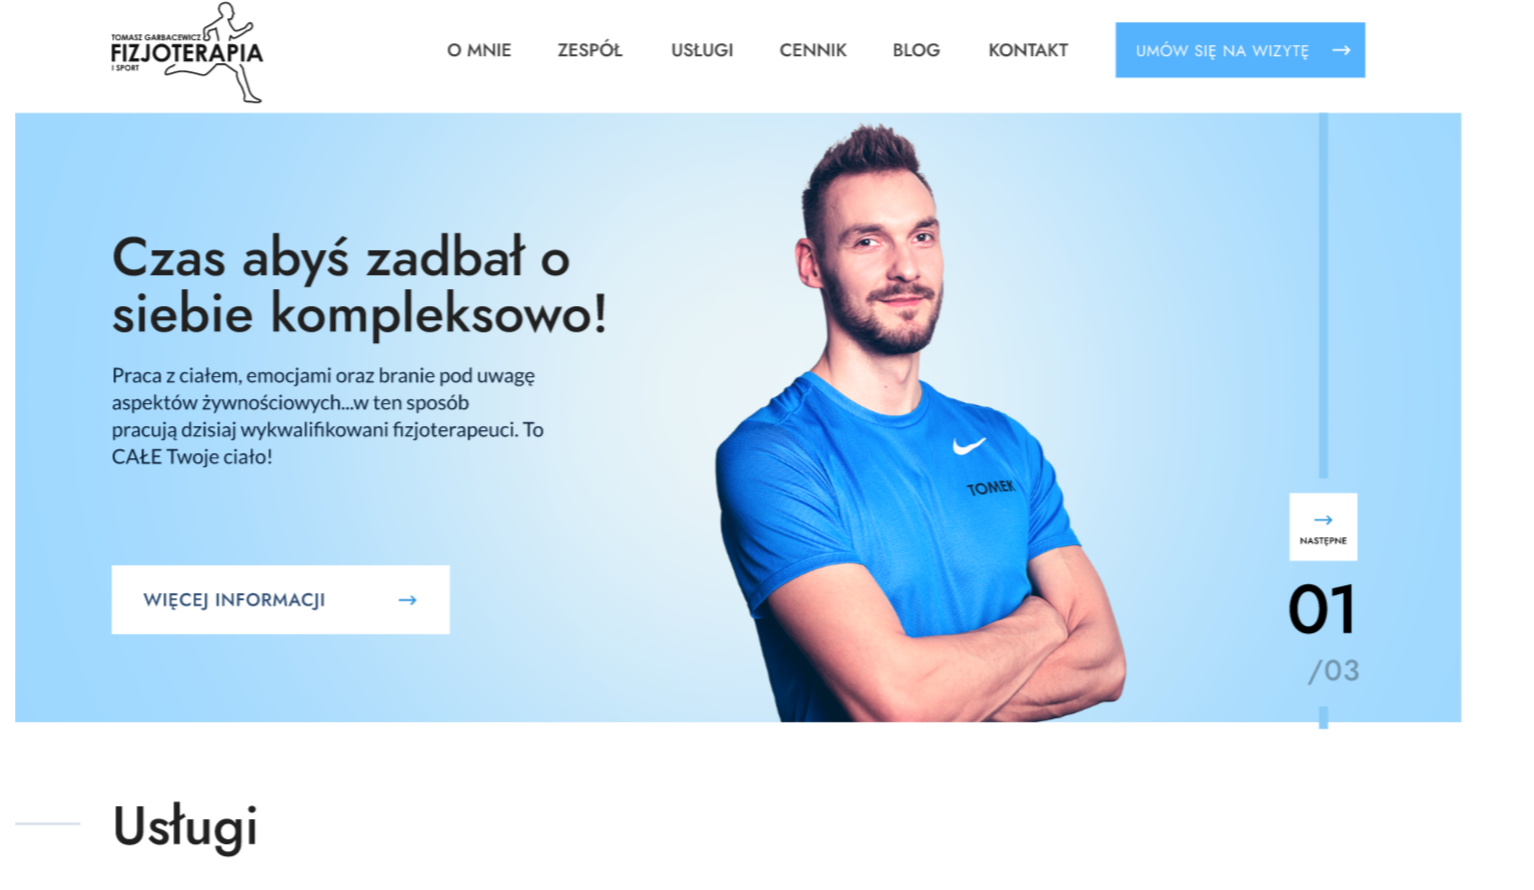 TOMASZ GARBACEWICZ
FIZJOTERAPIA
I SPORT
O MNIE
ZESPÓŁ
USŁUGI
CENNIK
BLOG
KONTAKT
UMÓW SIĘ NA WIZYTĘ
Czas abyś zadbał o
siebie kompleksowo!
Praca z ciałem, emocjami oraz branie pod uwagę
aspektów żywnościowych...w ten sposób
pracują dzisiaj wykwalifikowani fizjoterapeuci. To
CAŁE Twoje ciało!
WIĘCEJ INFORMACJI
TOMEK
NASTĘPNE
01
/03
Usługi